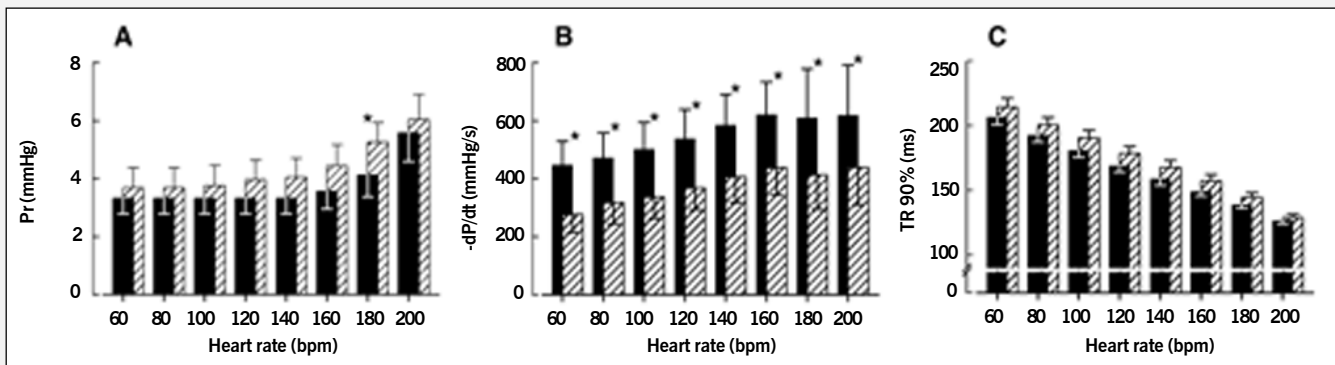 A
Pr (mmHg)
8
6
4
2
0
*
60 80 100 120 140 160 180 200
Heart rate (bpm)
B
-dP/dt (mmHg/s)
800
600
400
200
0
* * * * * * * *
60 80 100 120 140 160 180 200
Heart rate (bpm)
C
TR 90% (ms)
250
200
150
100
0
60 80 100 120 140 160 180 200
Heart rate (bpm)